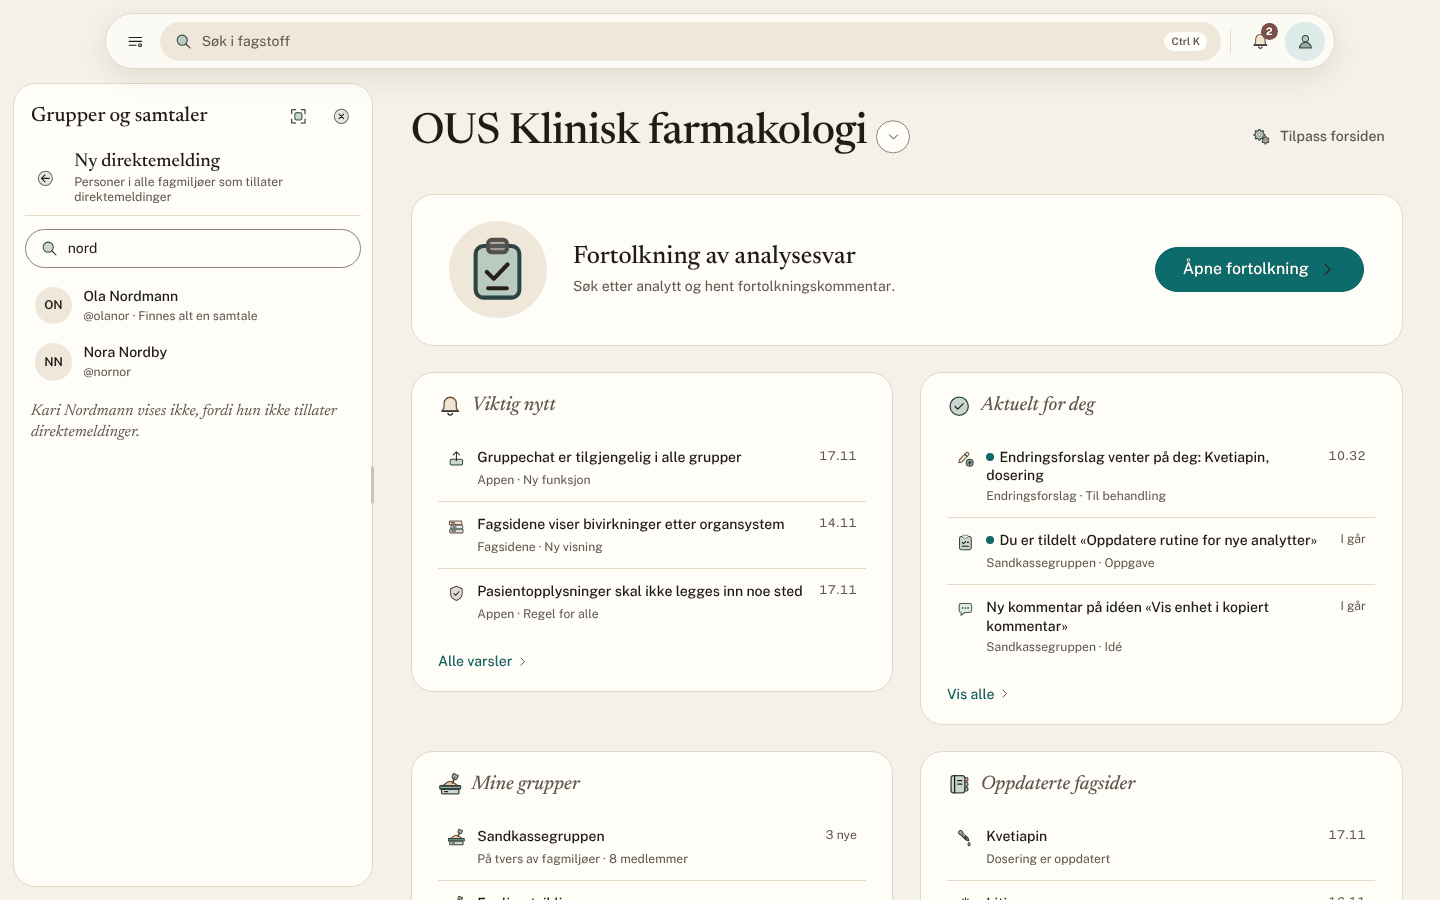 Søk i fagstoff
Ctrl K
2
Grupper og samtaler
Ny direktemelding
Personer i alle fagmiljøer som tillater
direktemeldinger
nord
ON
Ola Nordmann
@olanor · Finnes alt en samtale
NN
Nora Nordby
@nornor
Kari Nordmann vises ikke, fordi hun ikke tillater
direktemeldinger.
OUS Klinisk farmakologi
Tilpass forsiden
Fortolkning av analysesvar
Søk etter analytt og hent fortolkningskommentar.
Åpne fortolkning
Viktig nytt
Gruppechat er tilgjengelig i alle grupper
17.11
Appen · Ny funksjon
Fagsidene viser bivirkninger etter organsystem
14.11
Fagsidene · Ny visning
Pasientopplysninger skal ikke legges inn noe sted
17.11
Appen · Regel for alle
Alle varsler
Aktuelt for deg
Endringsforslag venter på deg: Kvetiapin,
dosering
10.32
Endringsforslag · Til behandling
Du er tildelt «Oppdatere rutine for nye analytter»
I går
Sandkassegruppen · Oppgave
Ny kommentar på idéen «Vis enhet i kopiert
kommentar»
I går
Sandkassegruppen · Idé
Vis alle
Mine grupper
Sandkassegruppen
3 nye
På tvers av fagmiljøer · 8 medlemmer
Oppdaterte fagsider
Kvetiapin
17.11
Dosering er oppdatert